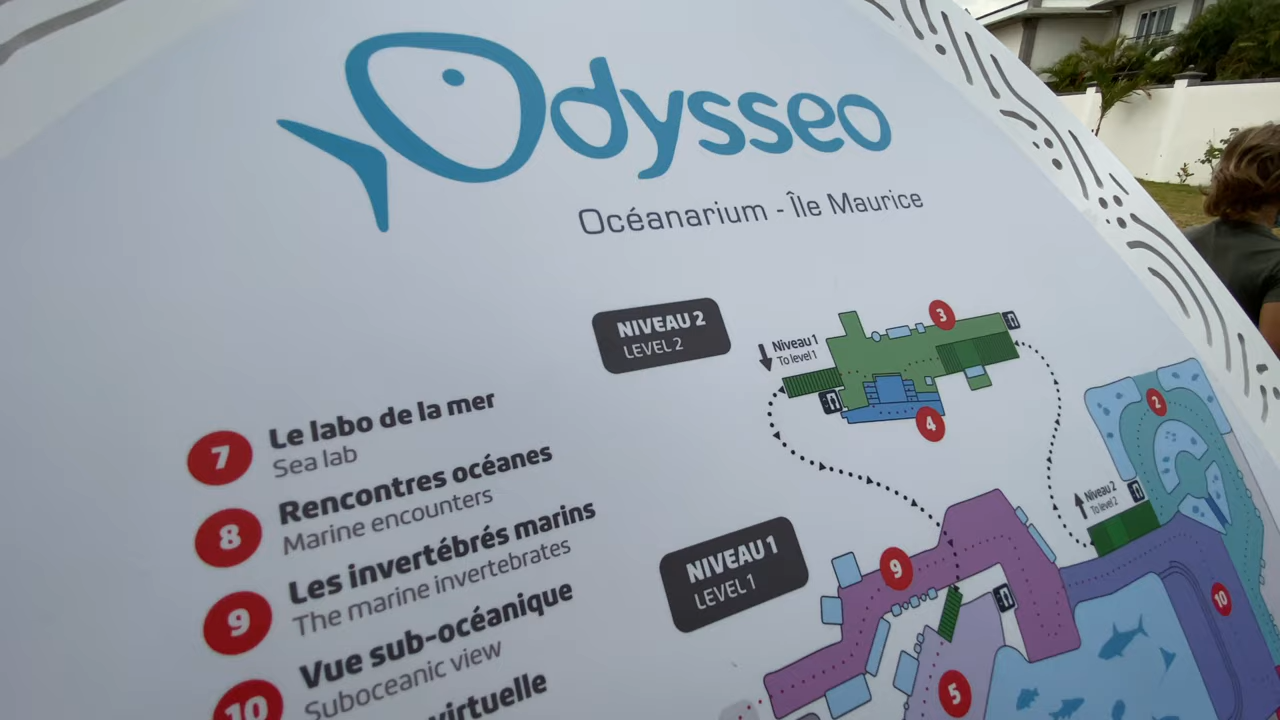 Odysseo
Océanarium - Île Maurice
NIVEAU 2
LEVEL 2
Niveau 1
To level 1
3
4
2
7
Le labo de la mer
Sea lab
8
Rencontres océanes
Marine encounters
9
Les invertébrés marins
The marine invertebrates
10
Vue sub-océanique
Suboceanic view
virtuelle
NIVEAU 1
LEVEL 1
Niveau 2
To level 2
9
10
5